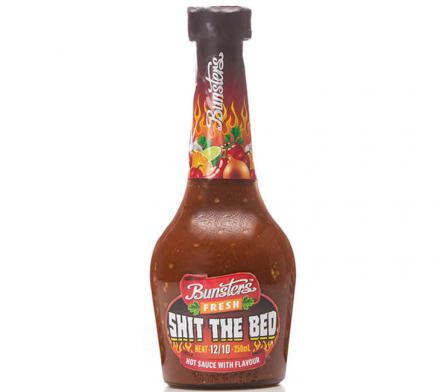 Bunsters
Bunsters
FRESH
SHIT THE BED
HEAT 12/10 - 250mL
HOT SAUCE WITH FLAVOUR